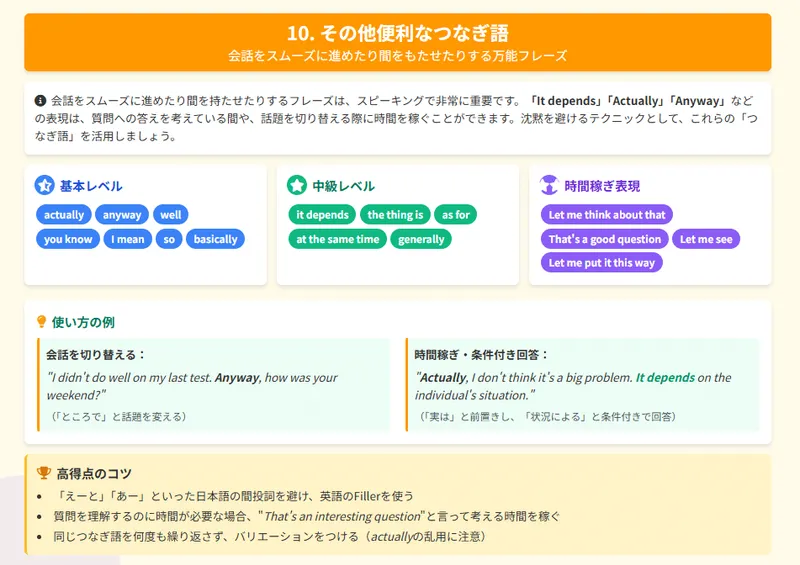 10. その他便利なつなぎ語
会話をスムーズに進めたり間をもたせたりする万能フレーズ
会話をスムーズに進めたり間を持たせたりするフレーズは、スピーキングで非常に重要です。「It depends」「Actually」「Anyway」など
の表現は、質問への答えを考えている間や、話題を切り替える際に時間を稼ぐことができます。沈黙を避けるテクニックとして、これらの「つ
なぎ語」を活用しましょう。
基本レベル
actually anyway well
you know I mean so basically
中級レベル
it depends the thing is as for
at the same time generally
時間稼ぎ表現
Let me think about that
That's a good question Let me see
Let me put it this way
使い方の例
会話を切り替える：
"I didn't do well on my last test. Anyway, how was your
weekend?"
（「ところで」と話題を変える）
時間稼ぎ・条件付き回答：
"Actually, I don't think it's a big problem. It depends on the
individual's situation."
（「実は」と前置きし、「状況による」と条件付きで回答）
高得点のコツ
• 「えーと」「あー」といった日本語の間投詞を避け、英語のFillerを使う
• 質問を理解するのに時間が必要な場合、"That's an interesting question"と言って考える時間を稼ぐ
• 同じつなぎ語を何度も繰り返さず、バリエーションをつける（actuallyの乱用に注意）